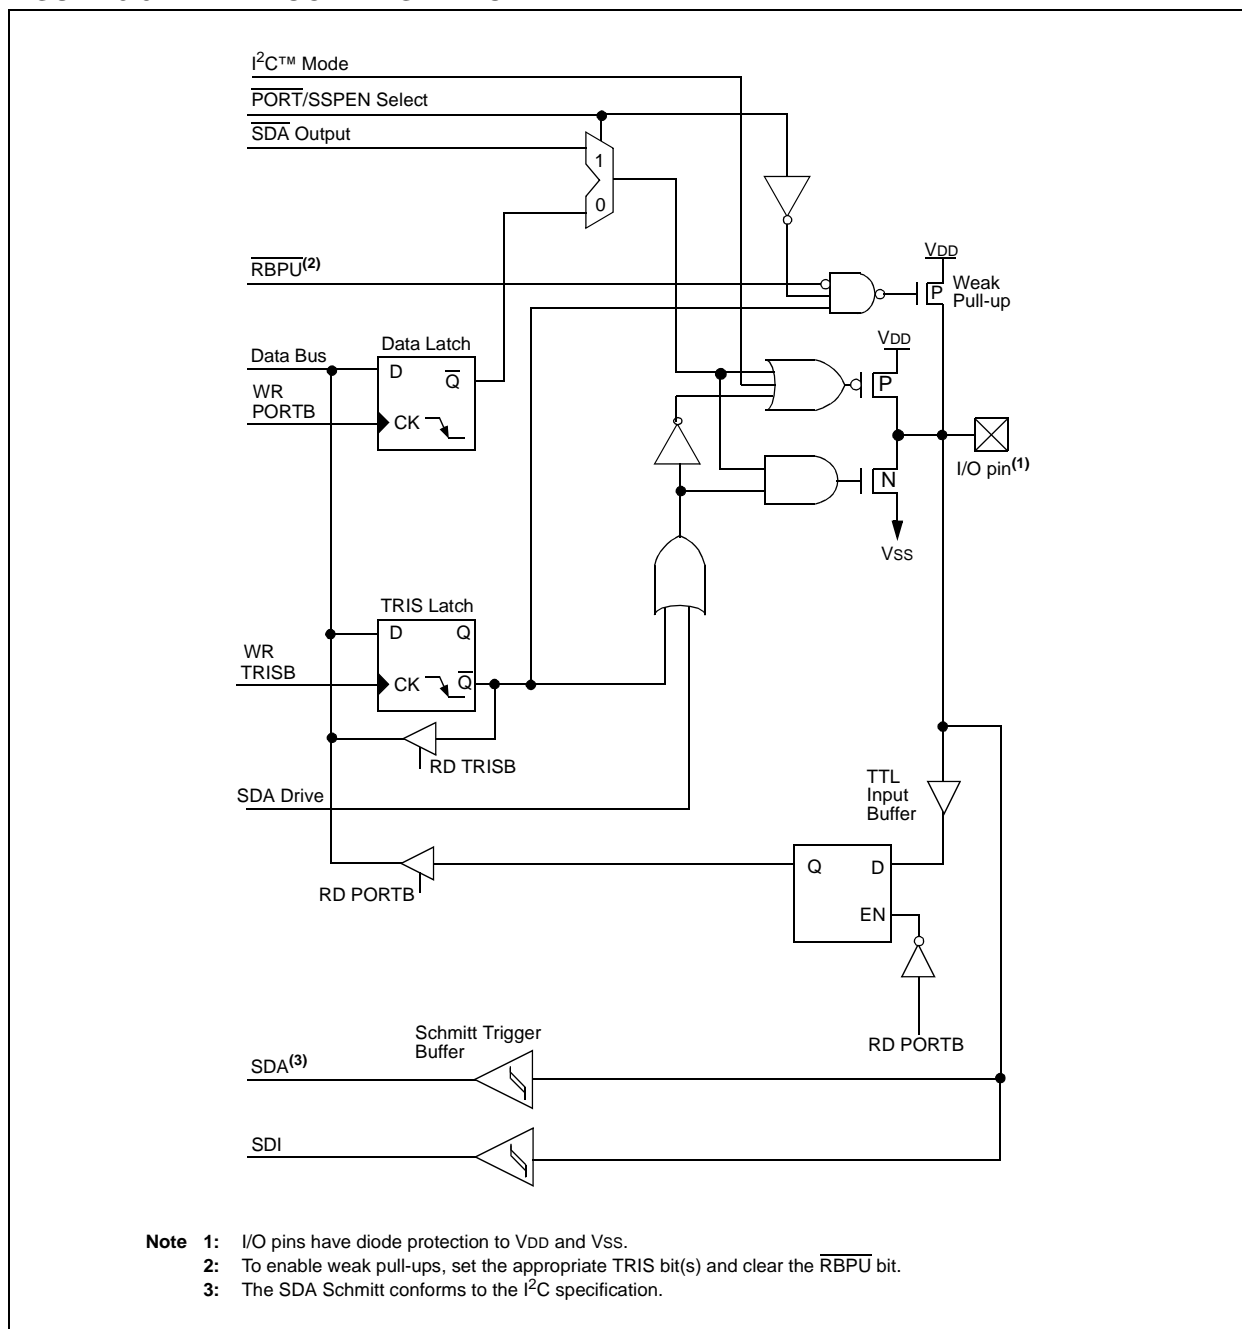 I²C™ Mode
P̅O̅R̅T̅/SSPEN Select
S̅D̅A̅ Output
1
0
R̅B̅P̅U̅(2)
VDD
P
Weak
Pull-up
Data Bus
Data Latch
D
Q̅
WR
PORTB
CK
VDD
P
I/O pin(1)
N
VSS
TRIS Latch
D
Q
WR
TRISB
CK
Q̅
RD TRISB
SDA Drive
TTL
Input
Buffer
Q
D
EN
RD PORTB
RD PORTB
Schmitt Trigger
Buffer
SDA(3)
SDI
Note 1: I/O pins have diode protection to VDD and VSS.
2: To enable weak pull-ups, set the appropriate TRIS bit(s) and clear the R̅B̅P̅U̅ bit.
3: The SDA Schmitt conforms to the I²C specification.